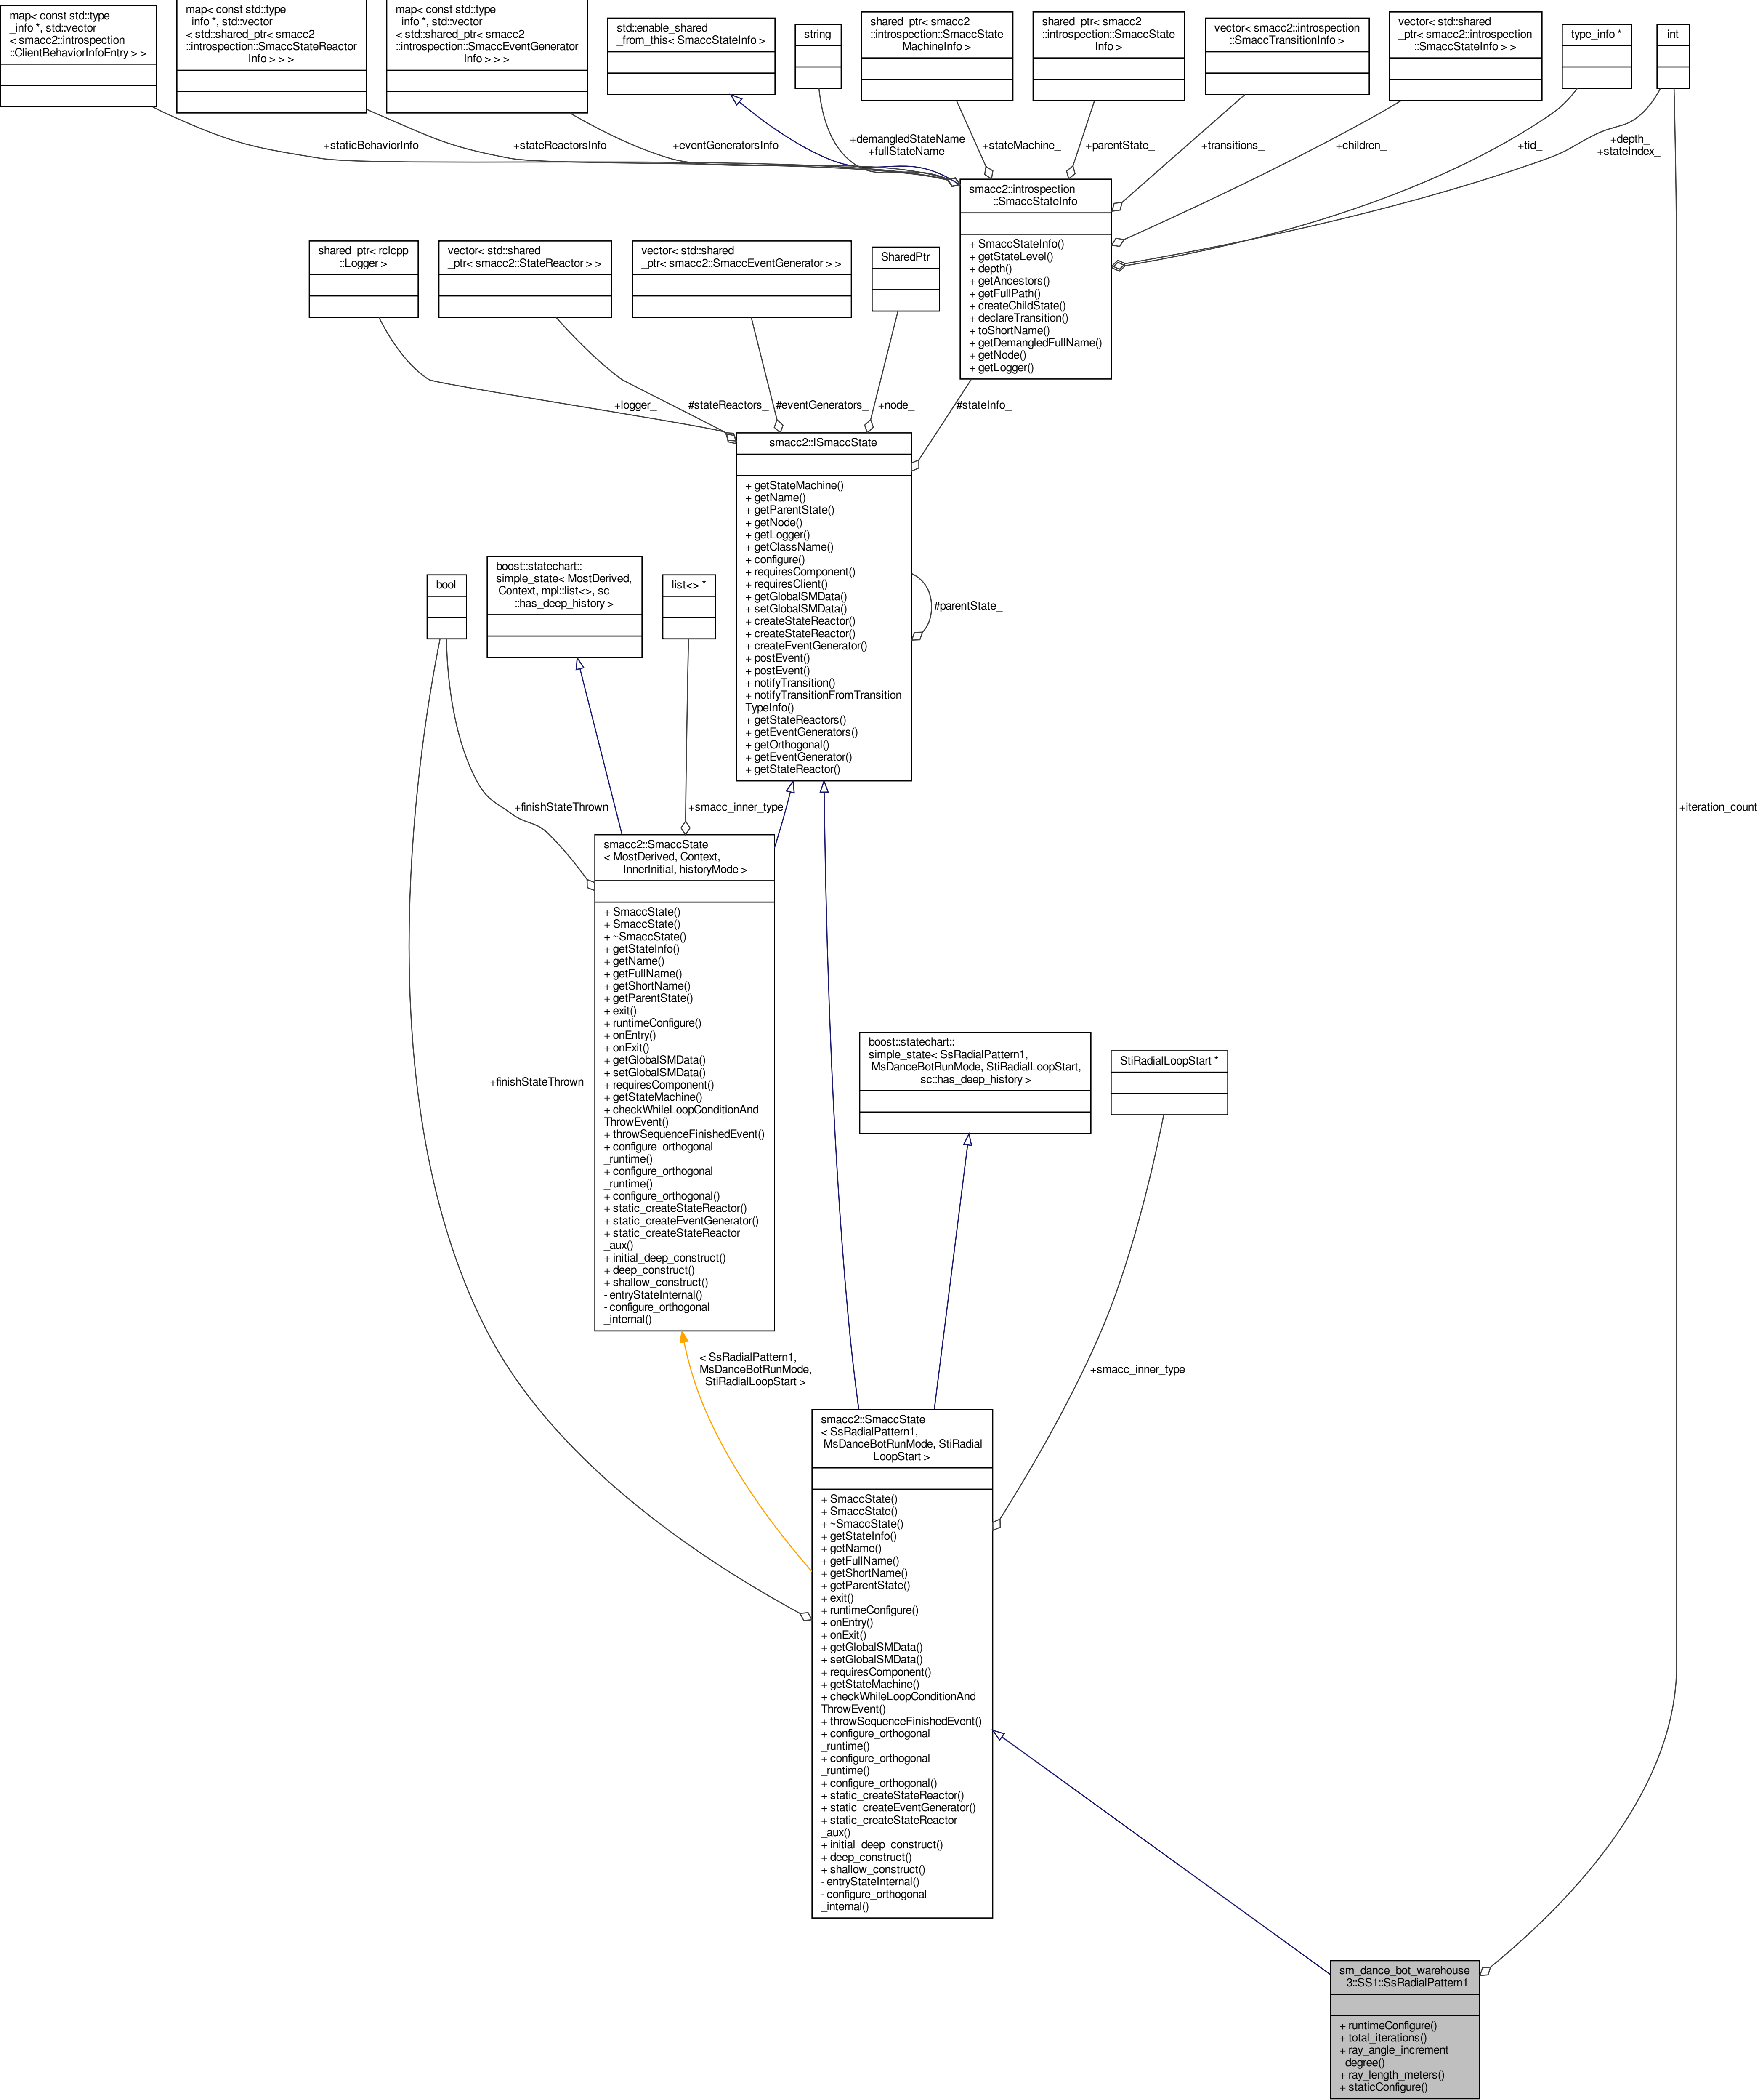 map< const std::type
_info *, std::vector
< smacc2::introspection
::ClientBehaviorInfoEntry > >
map< const std::type
_info *, std::vector
< std::shared_ptr< smacc2
::introspection::SmaccStateReactor
Info > > >
map< const std::type
_info *, std::vector
< std::shared_ptr< smacc2
::introspection::SmaccEventGenerator
Info > > >
std::enable_shared
_from_this< SmaccStateInfo >
string
shared_ptr< smacc2
::introspection::SmaccState
MachineInfo >
shared_ptr< smacc2
::introspection::SmaccState
Info >
vector< smacc2::introspection
::SmaccTransitionInfo >
vector< std::shared
_ptr< smacc2::introspection
::SmaccStateInfo > >
type_info *
int
+staticBehaviorInfo
+stateReactorsInfo
+eventGeneratorsInfo
+demangledStateName
+fullStateName
+stateMachine_
+parentState_
+transitions_
+children_
+tid_
+depth_
+stateIndex_
smacc2::introspection
::SmaccStateInfo
+ SmaccStateInfo()
+ getStateLevel()
+ depth()
+ getAncestors()
+ getFullPath()
+ createChildState()
+ declareTransition()
+ toShortName()
+ getDemangledFullName()
+ getNode()
+ getLogger()
shared_ptr< rclcpp
::Logger >
vector< std::shared
_ptr< smacc2::StateReactor > >
vector< std::shared
_ptr< smacc2::SmaccEventGenerator > >
SharedPtr
+logger_
#stateReactors_
#eventGenerators_
+node_
#stateInfo_
smacc2::ISmaccState
+ getStateMachine()
+ getName()
+ getParentState()
+ getNode()
+ getLogger()
+ getClassName()
+ configure()
+ requiresComponent()
+ requiresClient()
+ getGlobalSMData()
+ setGlobalSMData()
+ createStateReactor()
+ createStateReactor()
+ createEventGenerator()
+ postEvent()
+ postEvent()
+ notifyTransition()
+ notifyTransitionFromTransition
TypeInfo()
+ getStateReactors()
+ getEventGenerators()
+ getOrthogonal()
+ getEventGenerator()
+ getStateReactor()
#parentState_
bool
boost::statechart::
simple_state< MostDerived,
Context, mpl::list<>, sc
::has_deep_history >
list<> *
+finishStateThrown
+smacc_inner_type
+iteration_count
smacc2::SmaccState
< MostDerived, Context,
InnerInitial, historyMode >
+ SmaccState()
+ SmaccState()
+ ~SmaccState()
+ getStateInfo()
+ getName()
+ getFullName()
+ getShortName()
+ getParentState()
+ exit()
+ runtimeConfigure()
+ onEntry()
+ onExit()
+ getGlobalSMData()
+ setGlobalSMData()
+ requiresComponent()
+ getStateMachine()
+ checkWhileLoopConditionAnd
ThrowEvent()
+ throwSequenceFinishedEvent()
+ configure_orthogonal
_runtime()
+ configure_orthogonal
_runtime()
+ configure_orthogonal()
+ static_createStateReactor()
+ static_createEventGenerator()
+ static_createStateReactor
_aux()
+ initial_deep_construct()
+ deep_construct()
+ shallow_construct()
- entryStateInternal()
- configure_orthogonal
_internal()
+finishStateThrown
boost::statechart::
simple_state< SsRadialPattern1,
MsDanceBotRunMode, StiRadialLoopStart,
sc::has_deep_history >
StiRadialLoopStart *
< SsRadialPattern1,
MsDanceBotRunMode,
StiRadialLoopStart >
+smacc_inner_type
smacc2::SmaccState
< SsRadialPattern1,
MsDanceBotRunMode, StiRadial
LoopStart >
+ SmaccState()
+ SmaccState()
+ ~SmaccState()
+ getStateInfo()
+ getName()
+ getFullName()
+ getShortName()
+ getParentState()
+ exit()
+ runtimeConfigure()
+ onEntry()
+ onExit()
+ getGlobalSMData()
+ setGlobalSMData()
+ requiresComponent()
+ getStateMachine()
+ checkWhileLoopConditionAnd
ThrowEvent()
+ throwSequenceFinishedEvent()
+ configure_orthogonal
_runtime()
+ configure_orthogonal
_runtime()
+ configure_orthogonal()
+ static_createStateReactor()
+ static_createEventGenerator()
+ static_createStateReactor
_aux()
+ initial_deep_construct()
+ deep_construct()
+ shallow_construct()
- entryStateInternal()
- configure_orthogonal
_internal()
sm_dance_bot_warehouse
_3::SS1::SsRadialPattern1
+ runtimeConfigure()
+ total_iterations()
+ ray_angle_increment
_degree()
+ ray_length_meters()
+ staticConfigure()